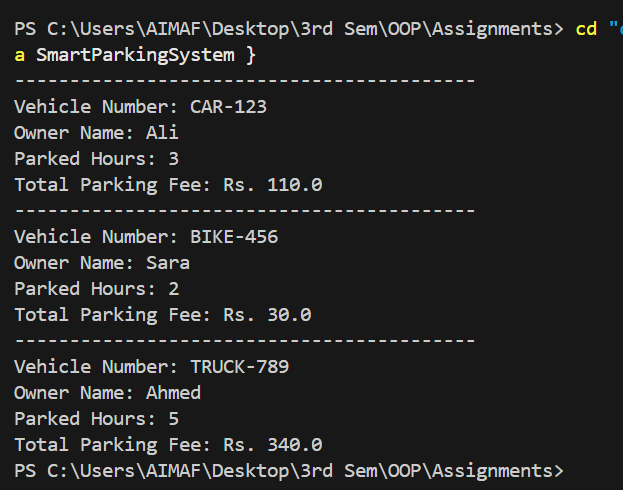 PS C:\Users\AIMAF\Desktop\3rd Sem\OOP\Assignments> cd "
a SmartParkingSystem }
------------------------------------------
Vehicle Number: CAR-123
Owner Name: Ali
Parked Hours: 3
Total Parking Fee: Rs. 110.0
------------------------------------------
Vehicle Number: BIKE-456
Owner Name: Sara
Parked Hours: 2
Total Parking Fee: Rs. 30.0
------------------------------------------
Vehicle Number: TRUCK-789
Owner Name: Ahmed
Parked Hours: 5
Total Parking Fee: Rs. 340.0
PS C:\Users\AIMAF\Desktop\3rd Sem\OOP\Assignments>